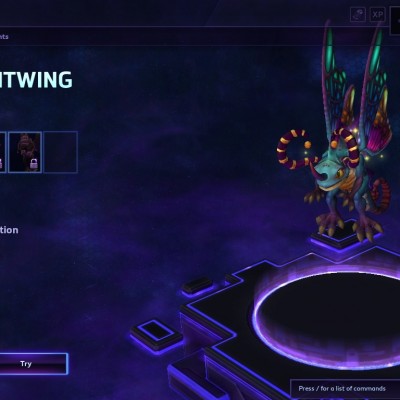 XP
nts
ITWING
tion
Try
Press / for a list of commands